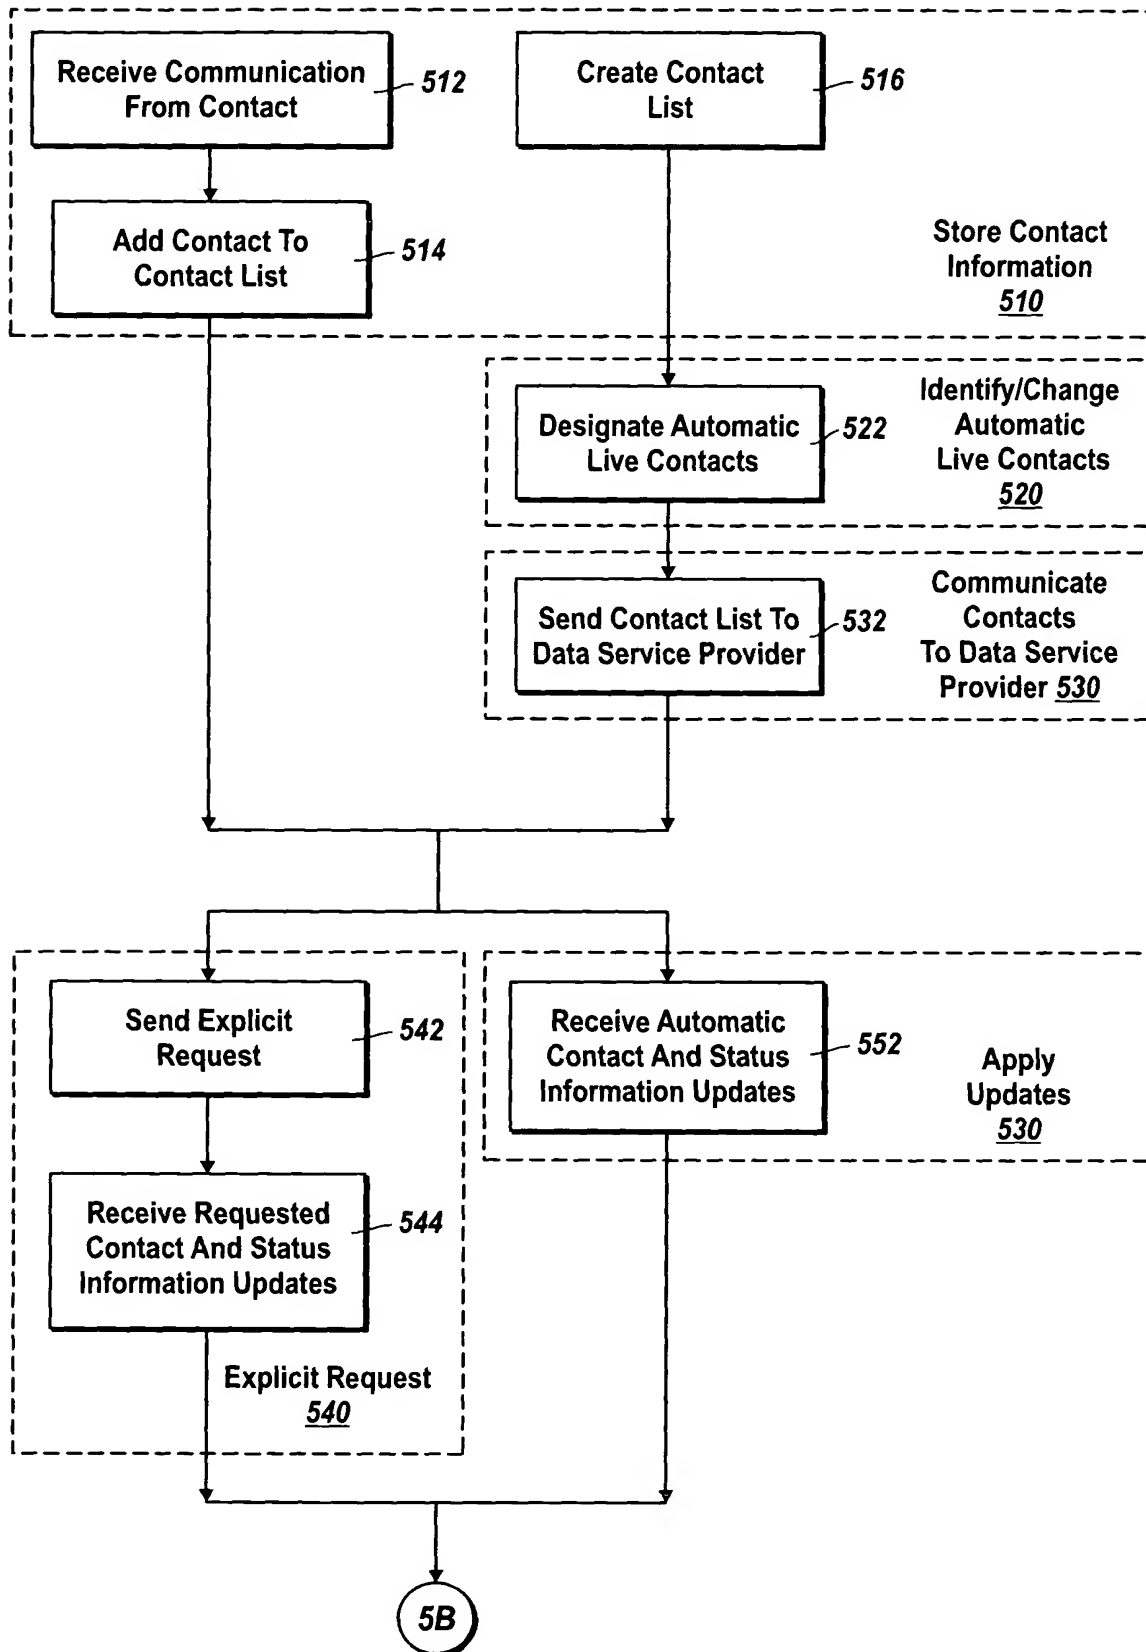 Receive Communication
From Contact
512
Create Contact
List
516
Add Contact To
Contact List
514
Store Contact
Information
510
Designate Automatic
Live Contacts
522
Identify/Change
Automatic
Live Contacts
520
Send Contact List To
Data Service Provider
532
Communicate
Contacts
To Data Service
Provider 530
Send Explicit
Request
542
Receive Automatic
Contact And Status
Information Updates
552
Apply
Updates
530
Receive Requested
Contact And Status
Information Updates
544
Explicit Request
540
5B